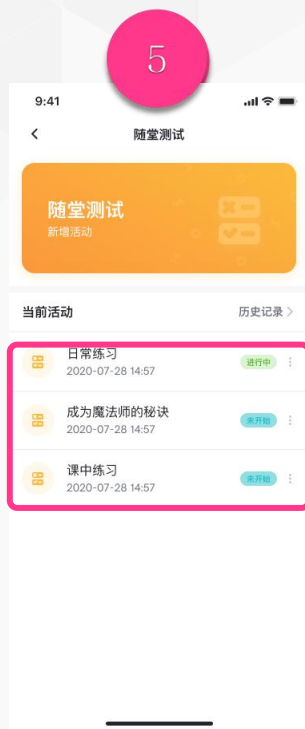 5
9:41
随堂测试
随堂测试
新增活动
当前活动
历史记录
日常练习
进行中
2020-07-28 14:57
成为魔法师的秘诀
未开始
2020-07-28 14:57
课中练习
未开始
2020-07-28 14:57